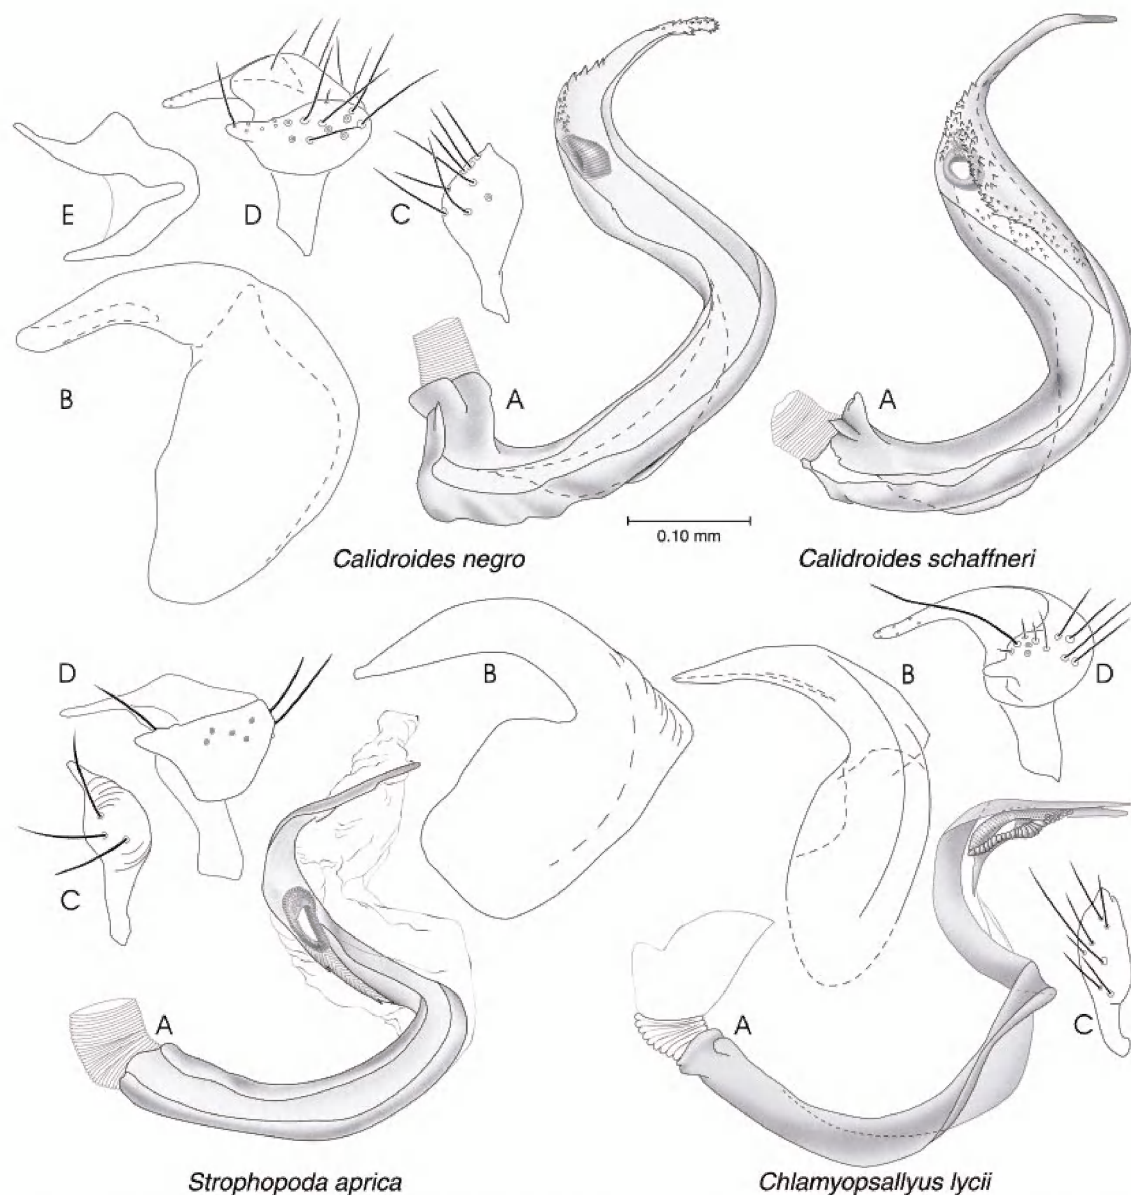 E
D
C
B
A
A
0.10 mm
Calidroides negro
Calidroides schaffneri
D
B
B
D
C
A
A
C
Strophopoda aprica
Chlamyopsallyus lycii